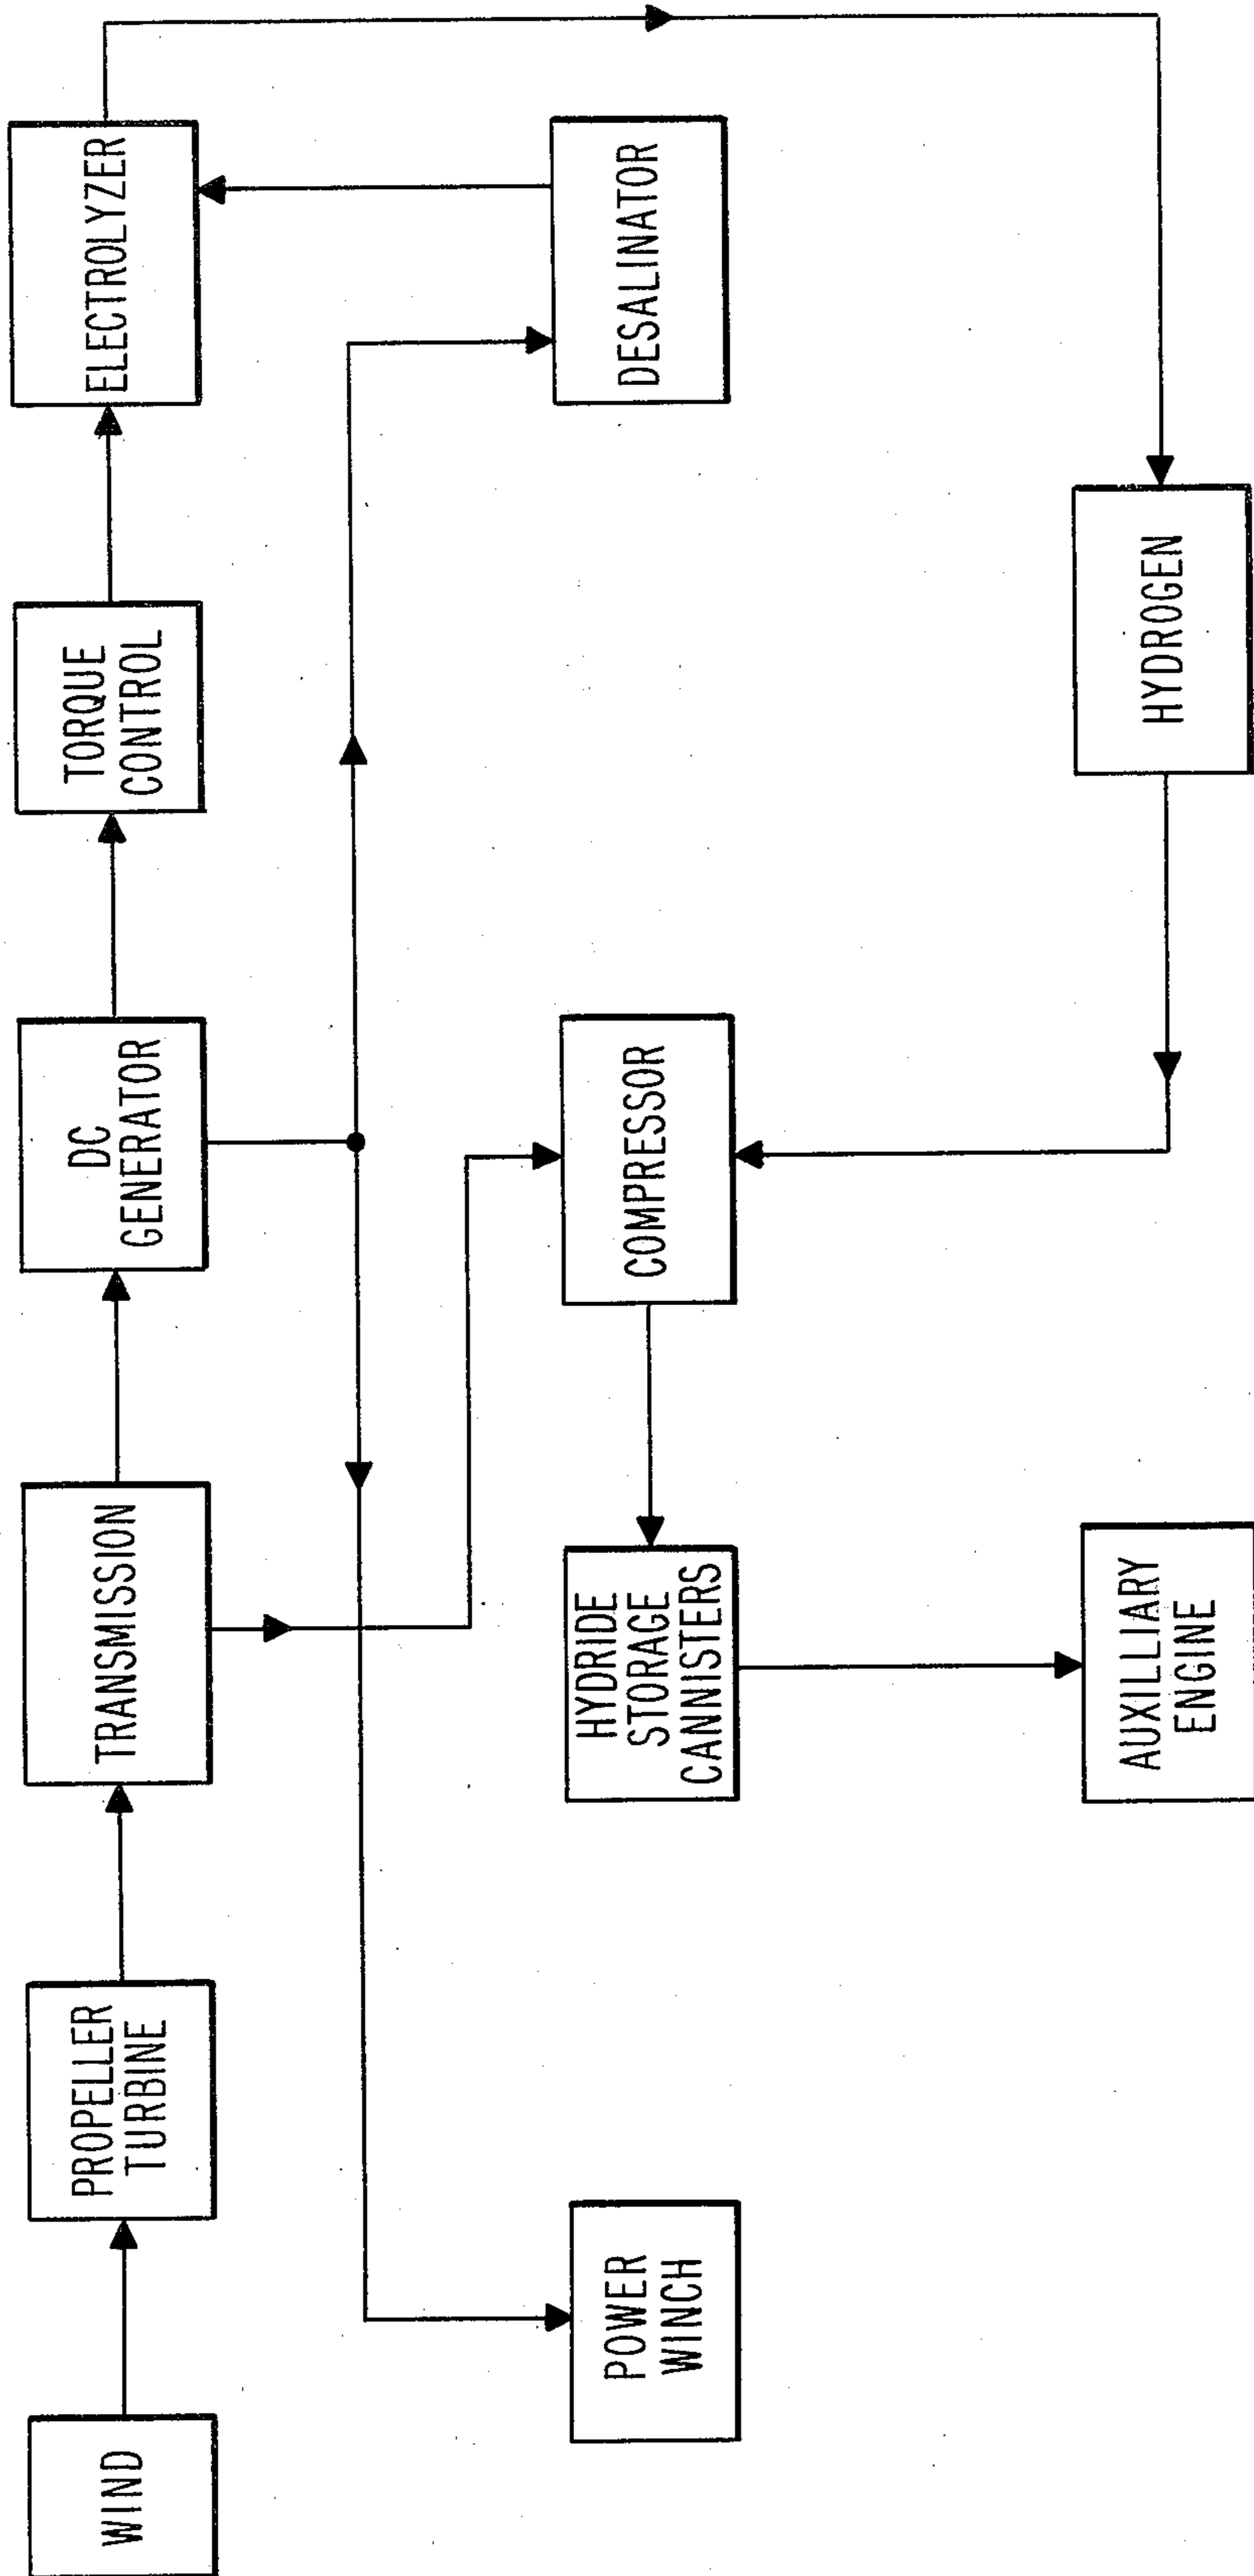 WIND
PROPELLER
TURBINE
TRANSMISSION
DC
GENERATOR
TORQUE
CONTROL
ELECTROLYZER
POWER
WINCH
HYDRIDE
STORAGE
CANNISTERS
COMPRESSOR
DESALINATOR
AUXILLIARY
ENGINE
HYDROGEN